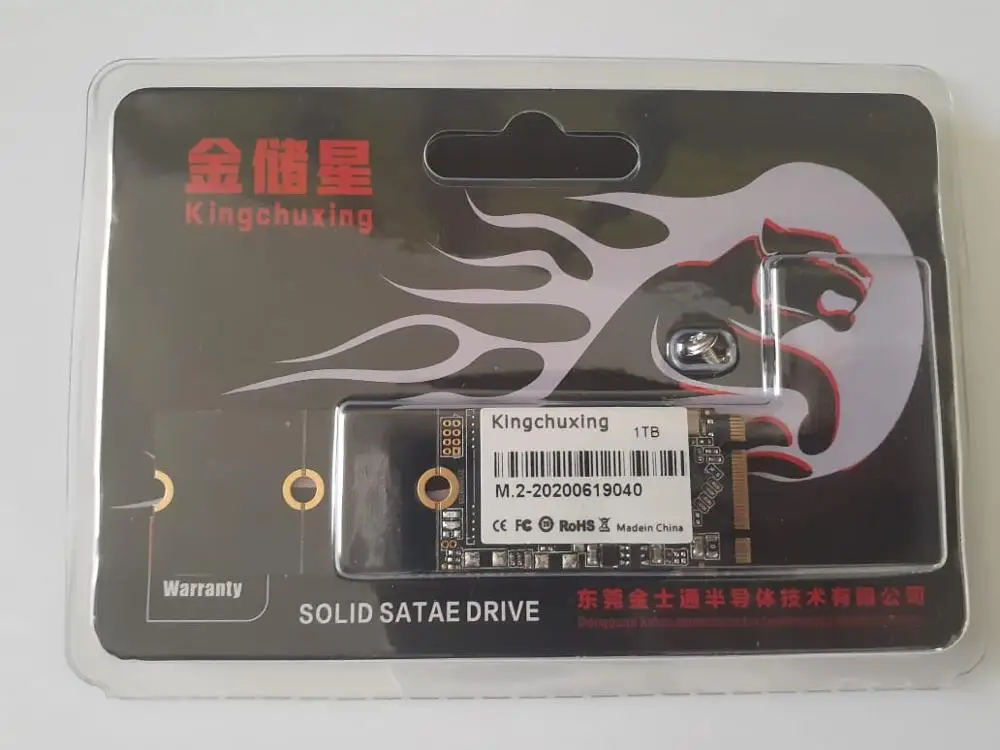 金储星
Kingchuxing
Kingchuxing
1TB
M.2-20200619040
CE FC RoHS Madein China
Warranty
SOLID SATAE DRIVE
东莞金士通半导体技术有限公司